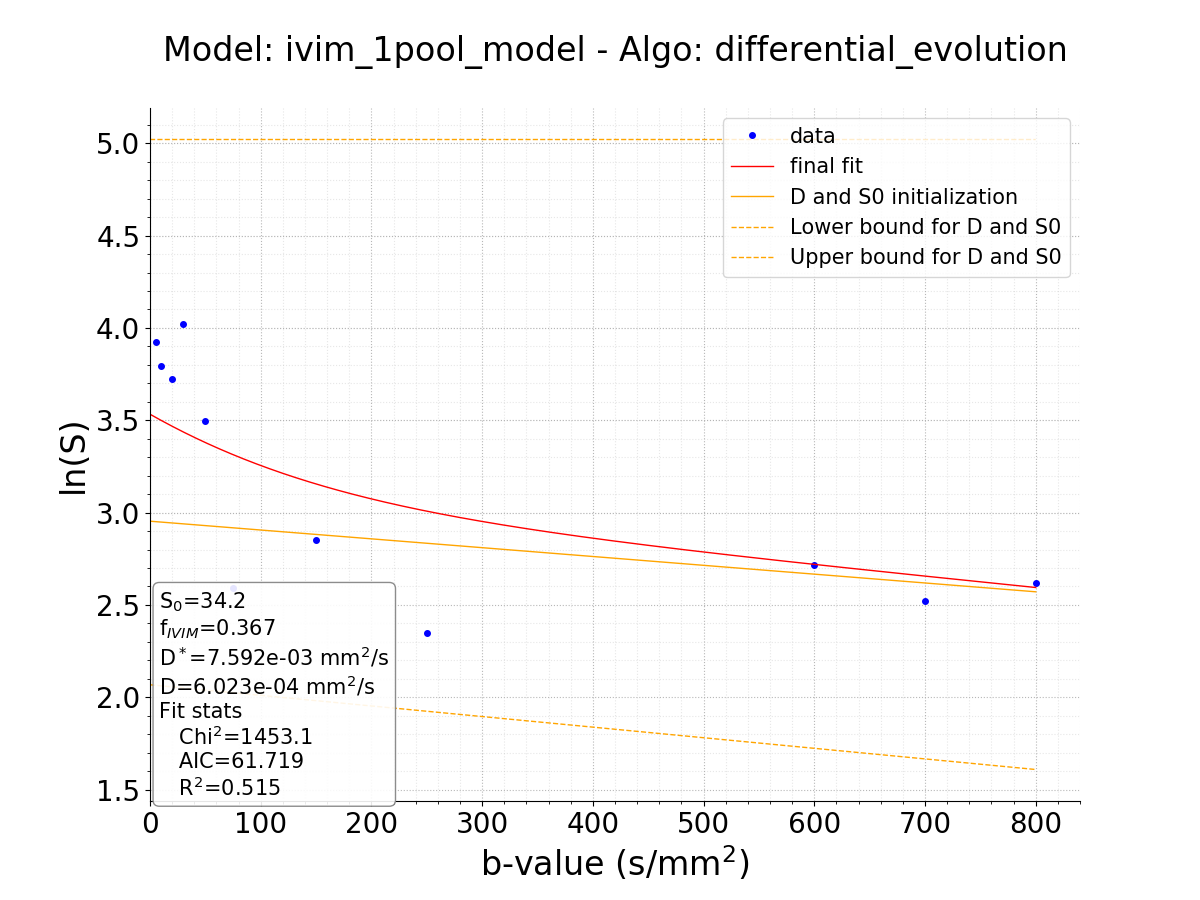 Model: ivim_1pool_model - Algo: differential_evolution
5.0
4.5
4.0
3.5
3.0
2.5
2.0
1.5
ln(S)
data
final fit
D and S0 initialization
Lower bound for D and S0
Upper bound for D and S0
S₀=34.2
f_IVIM=0.367
D*=7.592e-03 mm²/s
D=6.023e-04 mm²/s
Fit stats
Chi²=1453.1
AIC=61.719
R²=0.515
0 100 200 300 400 500 600 700 800
b-value (s/mm²)